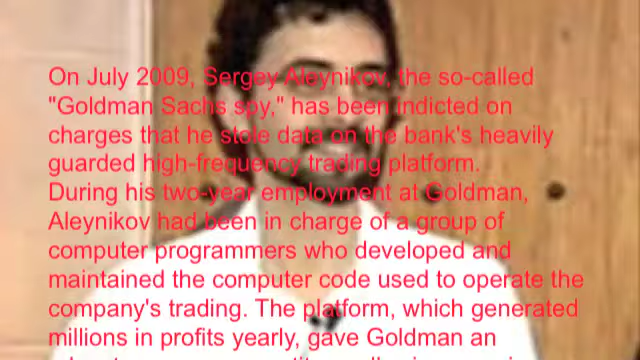 On July 2009, Sergey Aleynikov, the so-called
"Goldman Sachs spy," has been indicted on
charges that he stole data on the bank's heavily
guarded high-frequency trading platform.
During his two-year employment at Goldman,
Aleynikov had been in charge of a group of
computer programmers who developed and
maintained the computer code used to operate the
company's trading. The platform, which generated
millions in profits yearly, gave Goldman an